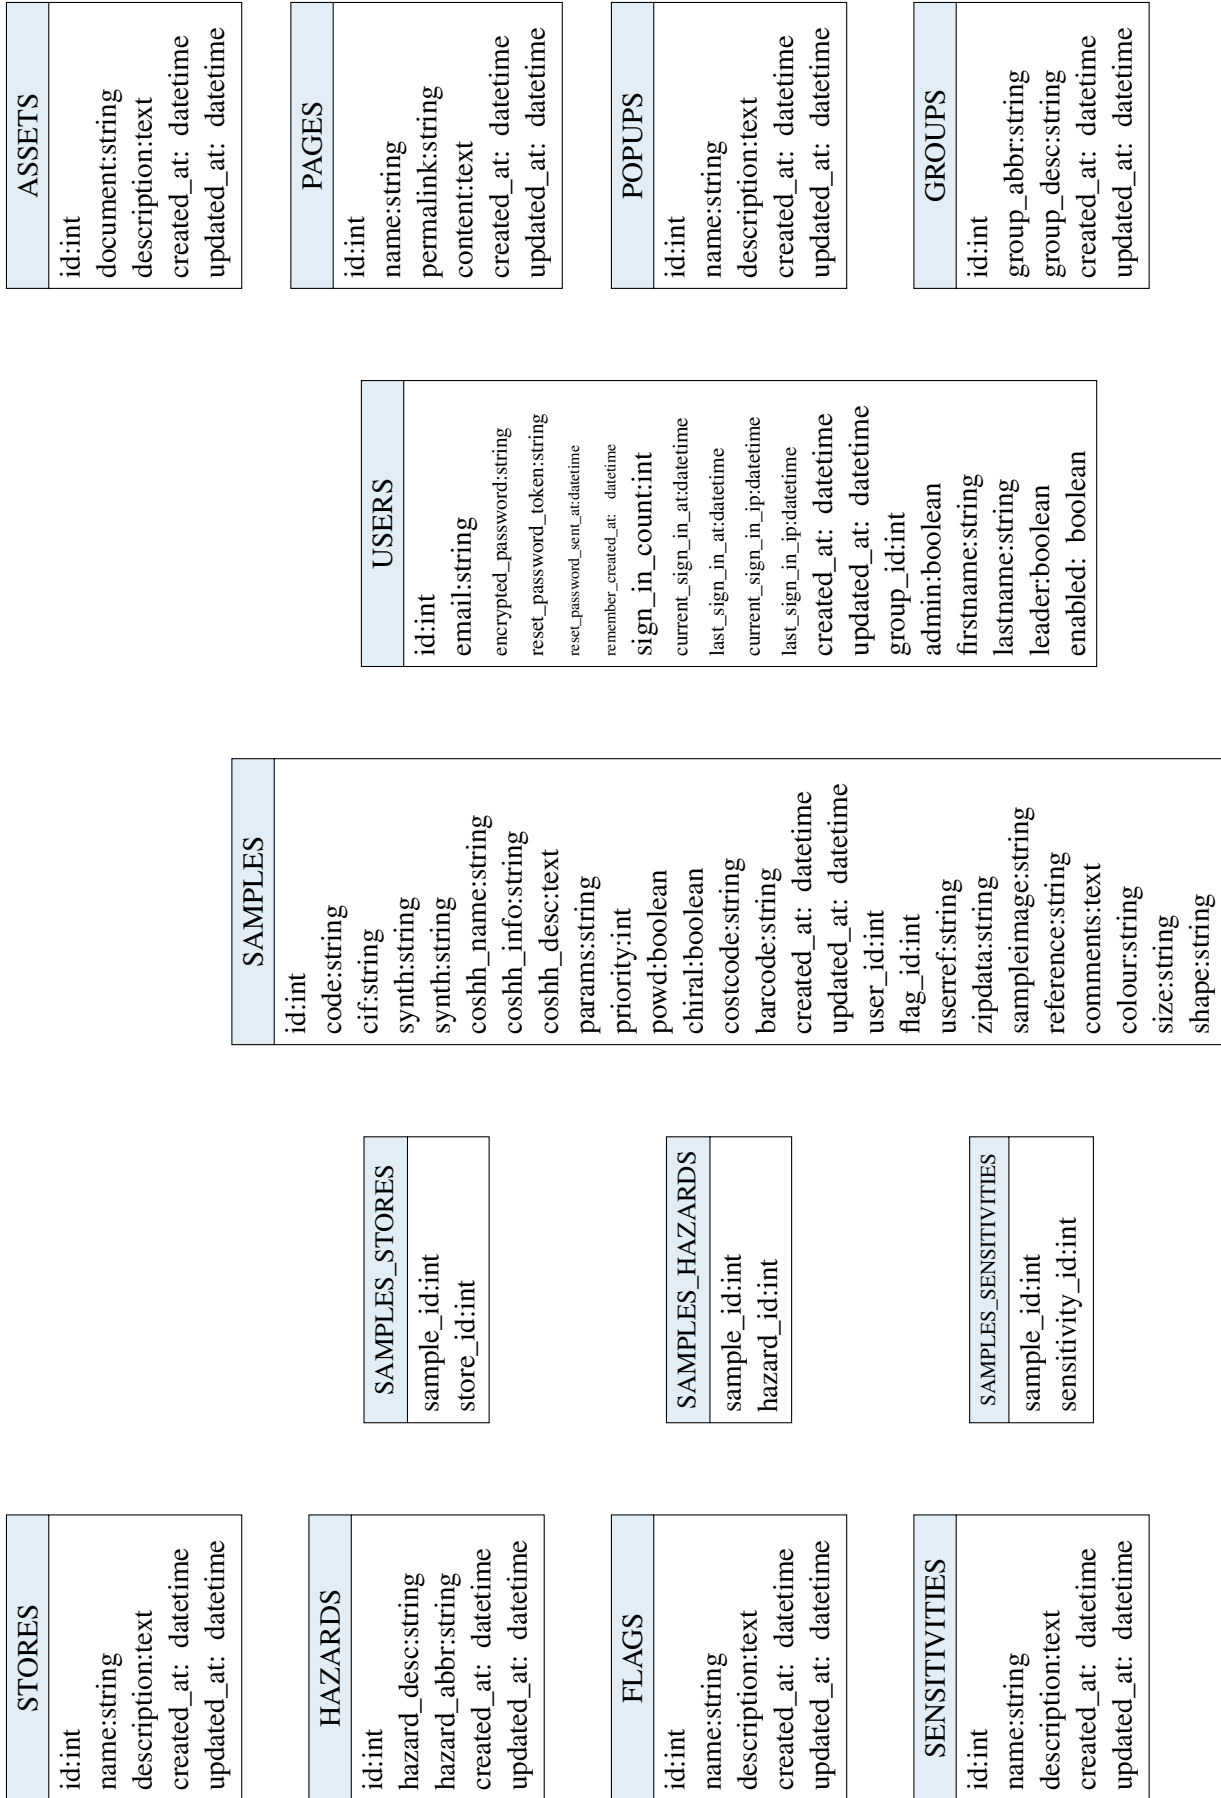 STORES
id:int
name:string
description:text
created_at: datetime
updated_at: datetime
HAZARDS
id:int
hazard_desc:string
hazard_abbr:string
created_at: datetime
updated_at: datetime
FLAGS
id:int
name:string
description:text
created_at: datetime
updated_at: datetime
SENSITIVITIES
id:int
name:string
description:text
created_at: datetime
updated_at: datetime
SAMPLES_STORES
sample_id:int
store_id:int
SAMPLES_HAZARDS
sample_id:int
hazard_id:int
SAMPLES_SENSITIVITIES
sample_id:int
sensitivity_id:int
SAMPLES
id:int
code:string
cif:string
synth:string
synth:string
coshh_name:string
coshh_info:string
coshh_desc:text
params:string
priority:int
powd:boolean
chiral:boolean
costcode:string
barcode:string
created_at: datetime
updated_at: datetime
user_id:int
flag_id:int
userref:string
zipdata:string
sampleimage:string
reference:string
comments:text
colour:string
size:string
shape:string
USERS
id:int
email:string
encrypted_password:string
reset_password_token:string
reset_password_sent_at:datetime
remember_created_at: datetime
sign_in_count:int
current_sign_in_at:datetime
last_sign_in_at:datetime
current_sign_in_ip:datetime
last_sign_in_ip:datetime
created_at: datetime
updated_at: datetime
group_id:int
admin:boolean
firstname:string
lastname:string
leader:boolean
enabled: boolean
ASSETS
id:int
document:string
description:text
created_at: datetime
updated_at: datetime
PAGES
id:int
name:string
permalink:string
content:text
created_at: datetime
updated_at: datetime
POPUPS
id:int
name:string
description:text
created_at: datetime
updated_at: datetime
GROUPS
id:int
group_abbr:string
group_desc:string
created_at: datetime
updated_at: datetime